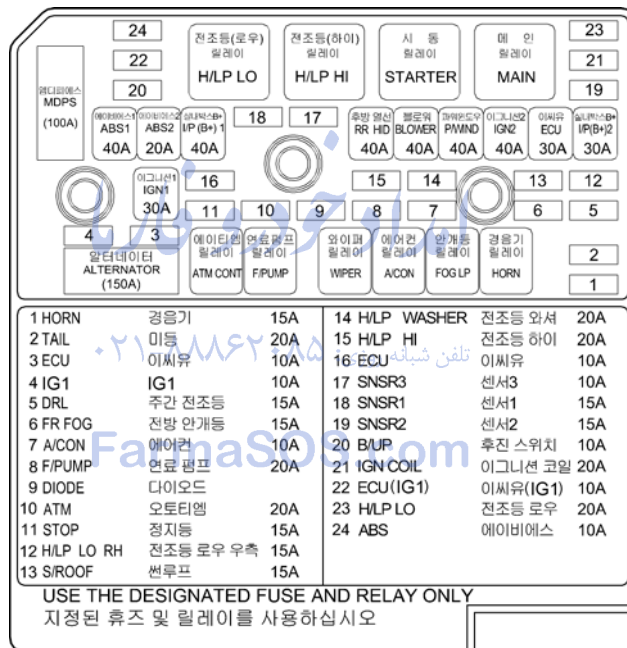 24
22
20
엠디피에스
MDPS
(100A)
전조등(로우)
릴레이
H/LP LO
전조등(하이)
릴레이
H/LP HI
시 동
릴레이
STARTER
메 인
릴레이
MAIN
23
21
19
에이비에스1
ABS1
40A
에이비에스2
ABS2
20A
실내박스B+
I/P (B+) 1
40A
18
17
후방 열선
RR HID
40A
블로워
BLOWER
40A
파워윈도우
P/WIND
40A
이그니션2
IGN2
40A
이씨유
ECU
30A
실내박스B+
I/P(B+)2
30A
이그니션1
IGN1
30A
16
15
14
13
12
11
10
9
8
7
6
5
4
3
알터네이터
ALTERNATOR
(150A)
에이티엠
릴레이
ATM CONT
연료펌프
릴레이
F/PUMP
와이퍼
릴레이
WIPER
에어컨
릴레이
A/CON
안개등
릴레이
FOG LP
경음기
릴레이
HORN
2
1
امداد خودرو فارسا
1 HORN 경음기 15A
2 TAIL 미등 20A
3 ECU 이씨유 10A
4 IG1 IG1 10A
5 DRL 주간 전조등 15A
6 FR FOG 전방 안개등 15A
7 A/CON 에어컨 10A
8 F/PUMP 연료 펌프 20A
9 DIODE 다이오드
10 ATM 오토티엠 20A
11 STOP 정지등 15A
12 H/LP LO RH 전조등 로우 우측 15A
13 S/ROOF 썬루프 15A
14 H/LP WASHER 전조등 와셔 20A
15 H/LP HI 전조등 하이 20A
16 ECU 이씨유 10A
17 SNSR3 센서3 10A
18 SNSR1 센서1 15A
19 SNSR2 센서2 15A
20 B/UP 후진 스위치 10A
21 IGN COIL 이그니션 코일 20A
22 ECU(IG1) 이씨유(IG1) 10A
23 H/LP LO 전조등 로우 20A
24 ABS 에이비에스 10A
تلفن شبانه روزی: ۰۲۱۸۸۸۶۲۰۸۵
FarmaSOS.com
USE THE DESIGNATED FUSE AND RELAY ONLY
지정된 휴즈 및 릴레이를 사용하십시오